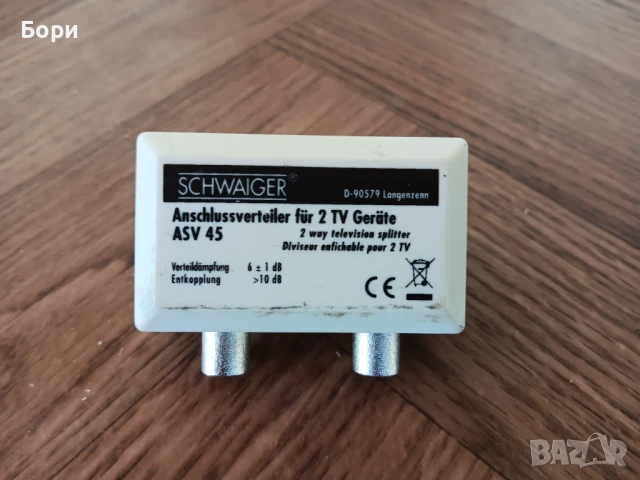 Бори
SCHWAIGER®
D-90579 Langenzenn
Anschlussverteiler für 2 TV Geräte
ASV 45
2 way television splitter
Diviseur enfichable pour 2 TV
Verteildämpfung 6 ± 1 dB
Entkopplung >10 dB
CE
BAZAR